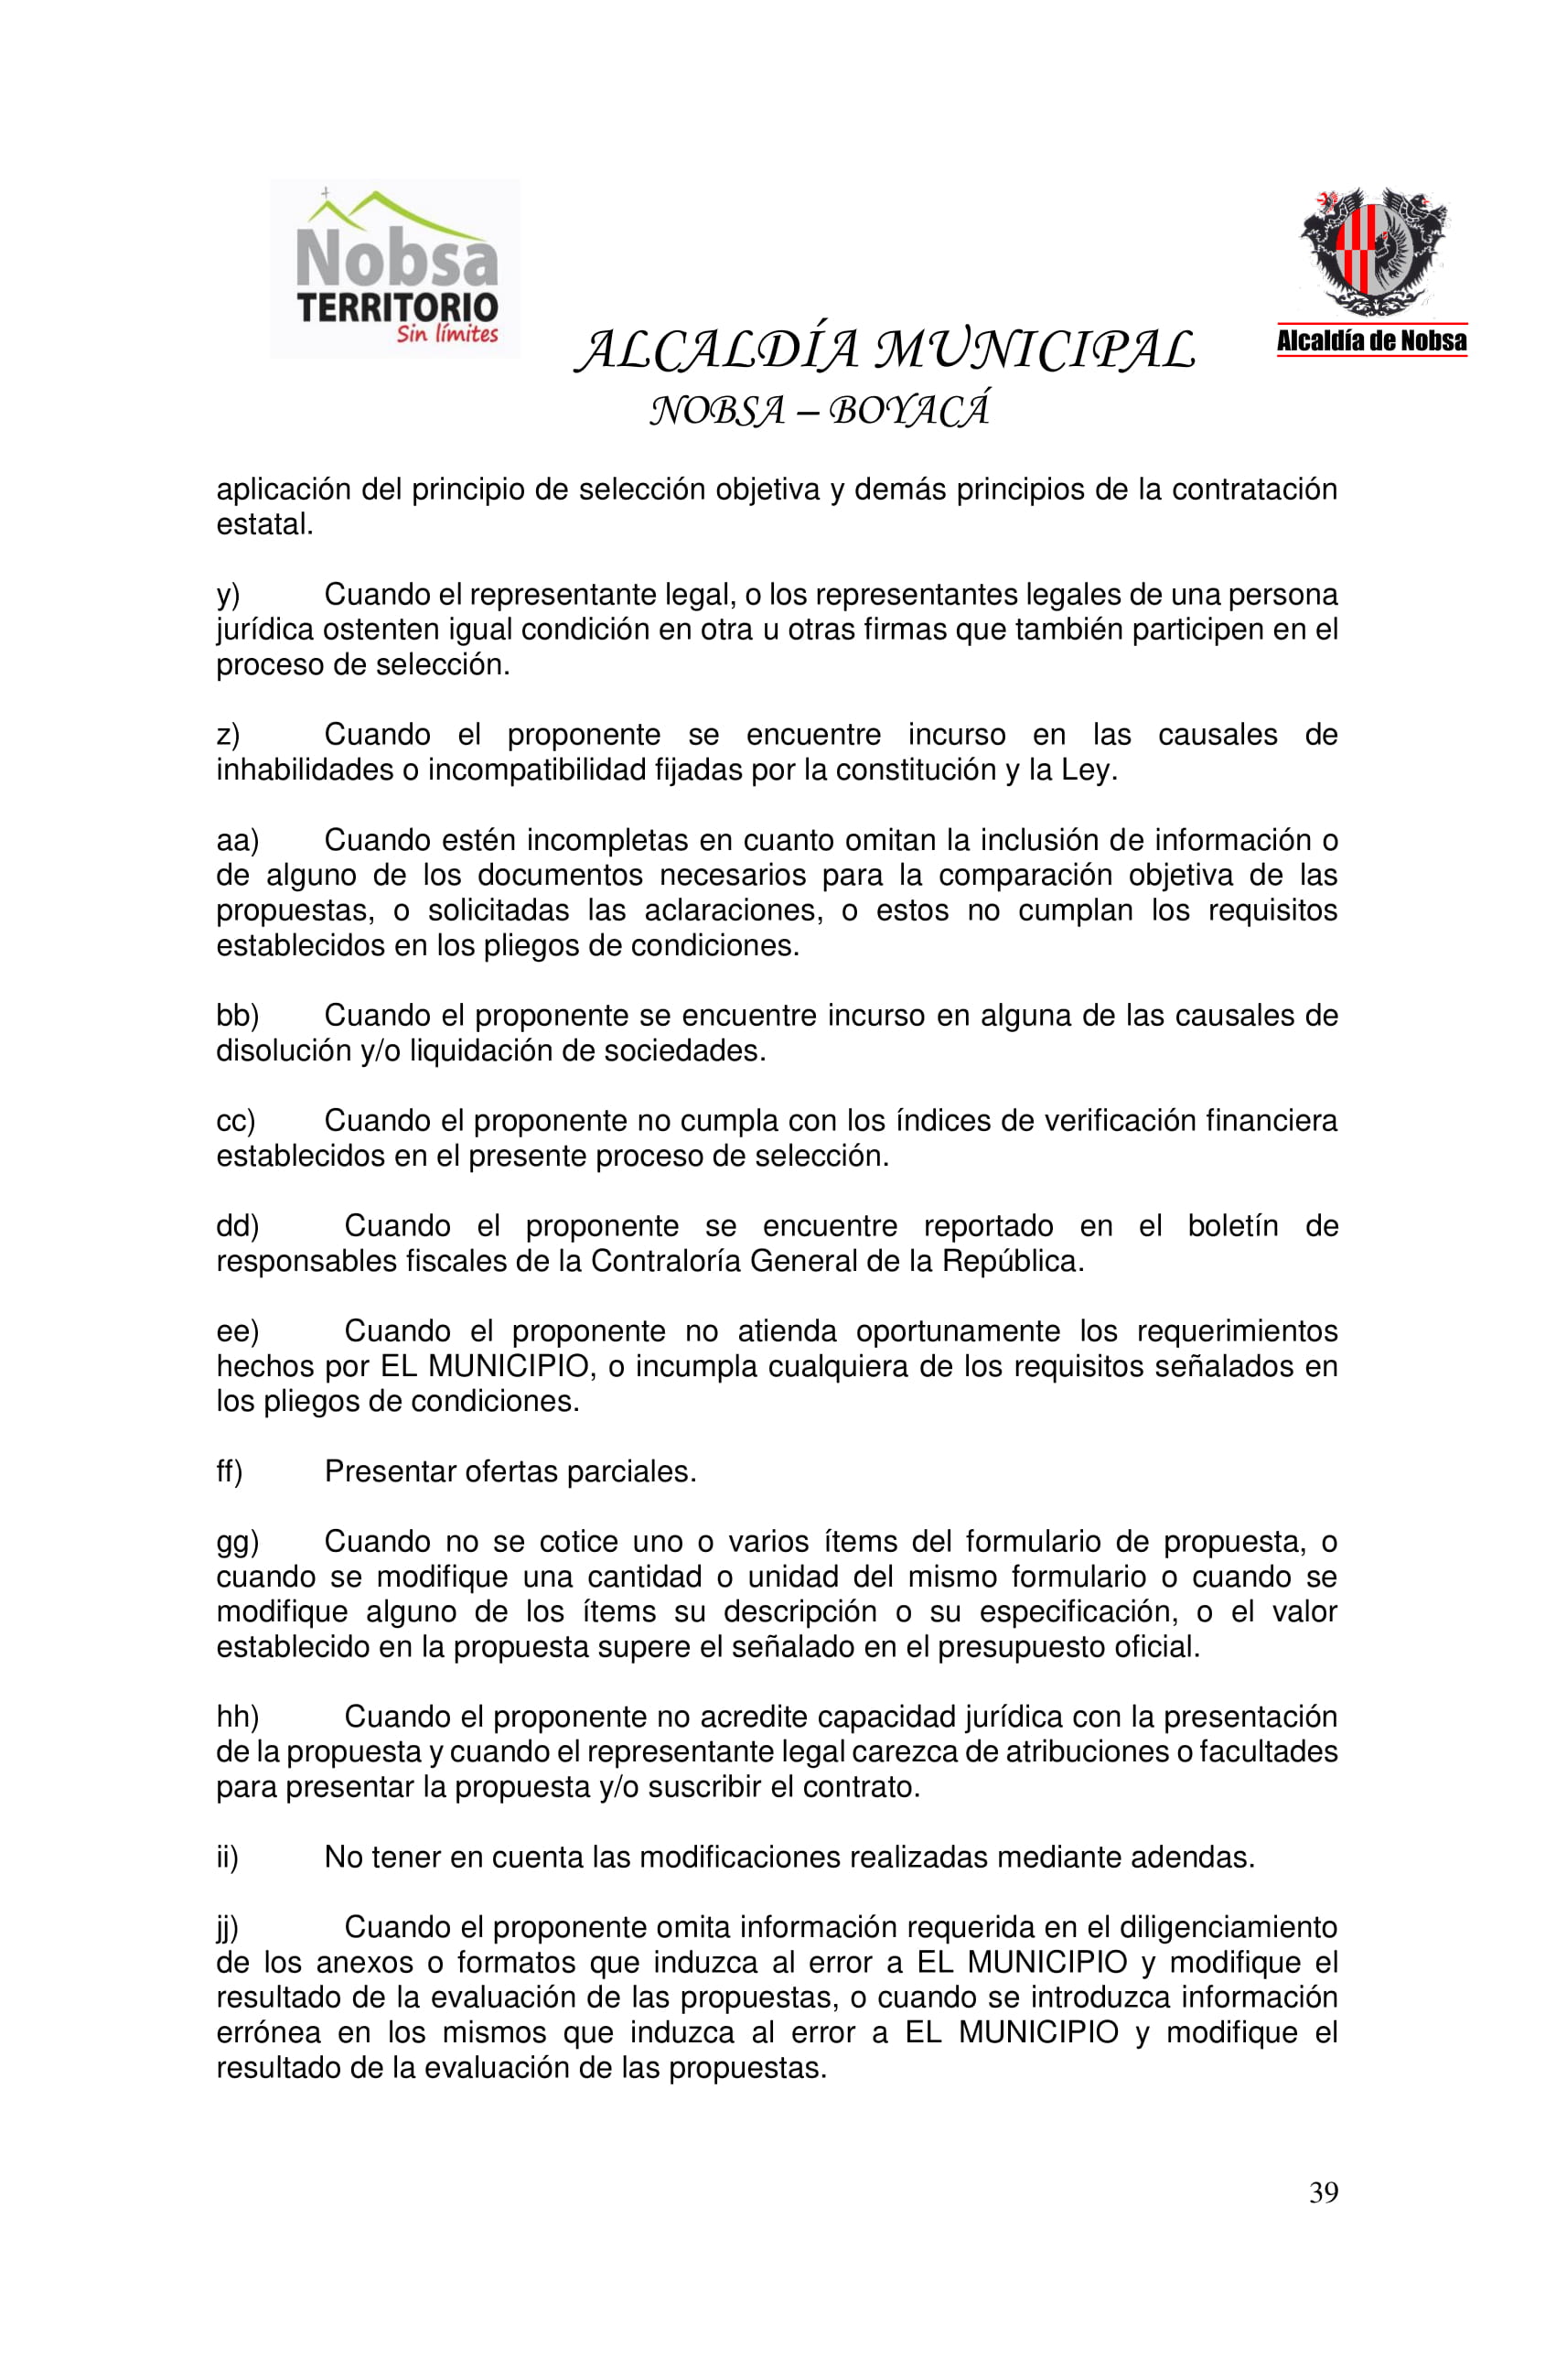 Nobsa
TERRITORIO
Sin límites
Alcaldía de Nobsa
ALCALDÍA MUNICIPAL
NOBSA – BOYACÁ
aplicación del principio de selección objetiva y demás principios de la contratación
estatal.
y) Cuando el representante legal, o los representantes legales de una persona
jurídica ostenten igual condición en otra u otras firmas que también participen en el
proceso de selección.
z) Cuando el proponente se encuentre incurso en las causales de
inhabilidades o incompatibilidad fijadas por la constitución y la Ley.
aa) Cuando estén incompletas en cuanto omitan la inclusión de información o
de alguno de los documentos necesarios para la comparación objetiva de las
propuestas, o solicitadas las aclaraciones, o estos no cumplan los requisitos
establecidos en los pliegos de condiciones.
bb) Cuando el proponente se encuentre incurso en alguna de las causales de
disolución y/o liquidación de sociedades.
cc) Cuando el proponente no cumpla con los índices de verificación financiera
establecidos en el presente proceso de selección.
dd) Cuando el proponente se encuentre reportado en el boletín de
responsables fiscales de la Contraloría General de la República.
ee) Cuando el proponente no atienda oportunamente los requerimientos
hechos por EL MUNICIPIO, o incumpla cualquiera de los requisitos señalados en
los pliegos de condiciones.
ff) Presentar ofertas parciales.
gg) Cuando no se cotice uno o varios ítems del formulario de propuesta, o
cuando se modifique una cantidad o unidad del mismo formulario o cuando se
modifique alguno de los ítems su descripción o su especificación, o el valor
establecido en la propuesta supere el señalado en el presupuesto oficial.
hh) Cuando el proponente no acredite capacidad jurídica con la presentación
de la propuesta y cuando el representante legal carezca de atribuciones o facultades
para presentar la propuesta y/o suscribir el contrato.
ii) No tener en cuenta las modificaciones realizadas mediante adendas.
jj) Cuando el proponente omita información requerida en el diligenciamiento
de los anexos o formatos que induzca al error a EL MUNICIPIO y modifique el
resultado de la evaluación de las propuestas, o cuando se introduzca información
errónea en los mismos que induzca al error a EL MUNICIPIO y modifique el
resultado de la evaluación de las propuestas.
39